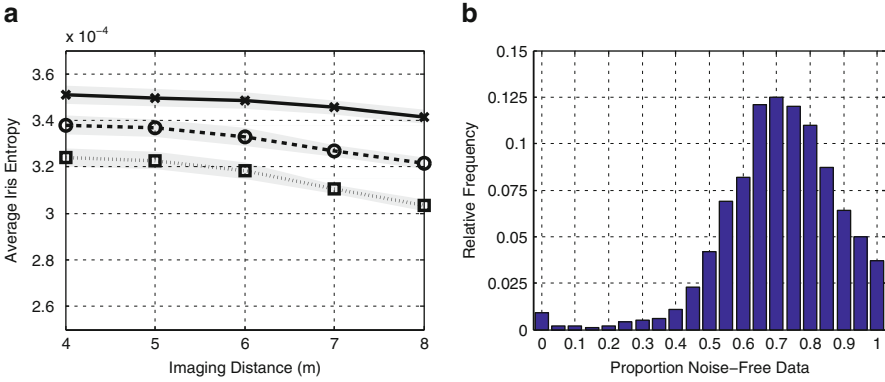 a
x 10⁻⁴
3.6
3.4
3.2
3
2.8
2.6
Average Iris Entropy
4 5 6 7 8
Imaging Distance (m)
b
0.15
0.125
0.1
0.075
0.05
0.025
0
Relative Frequency
0 0.1 0.2 0.3 0.4 0.5 0.6 0.7 0.8 0.9 1
Proportion Noise−Free Data